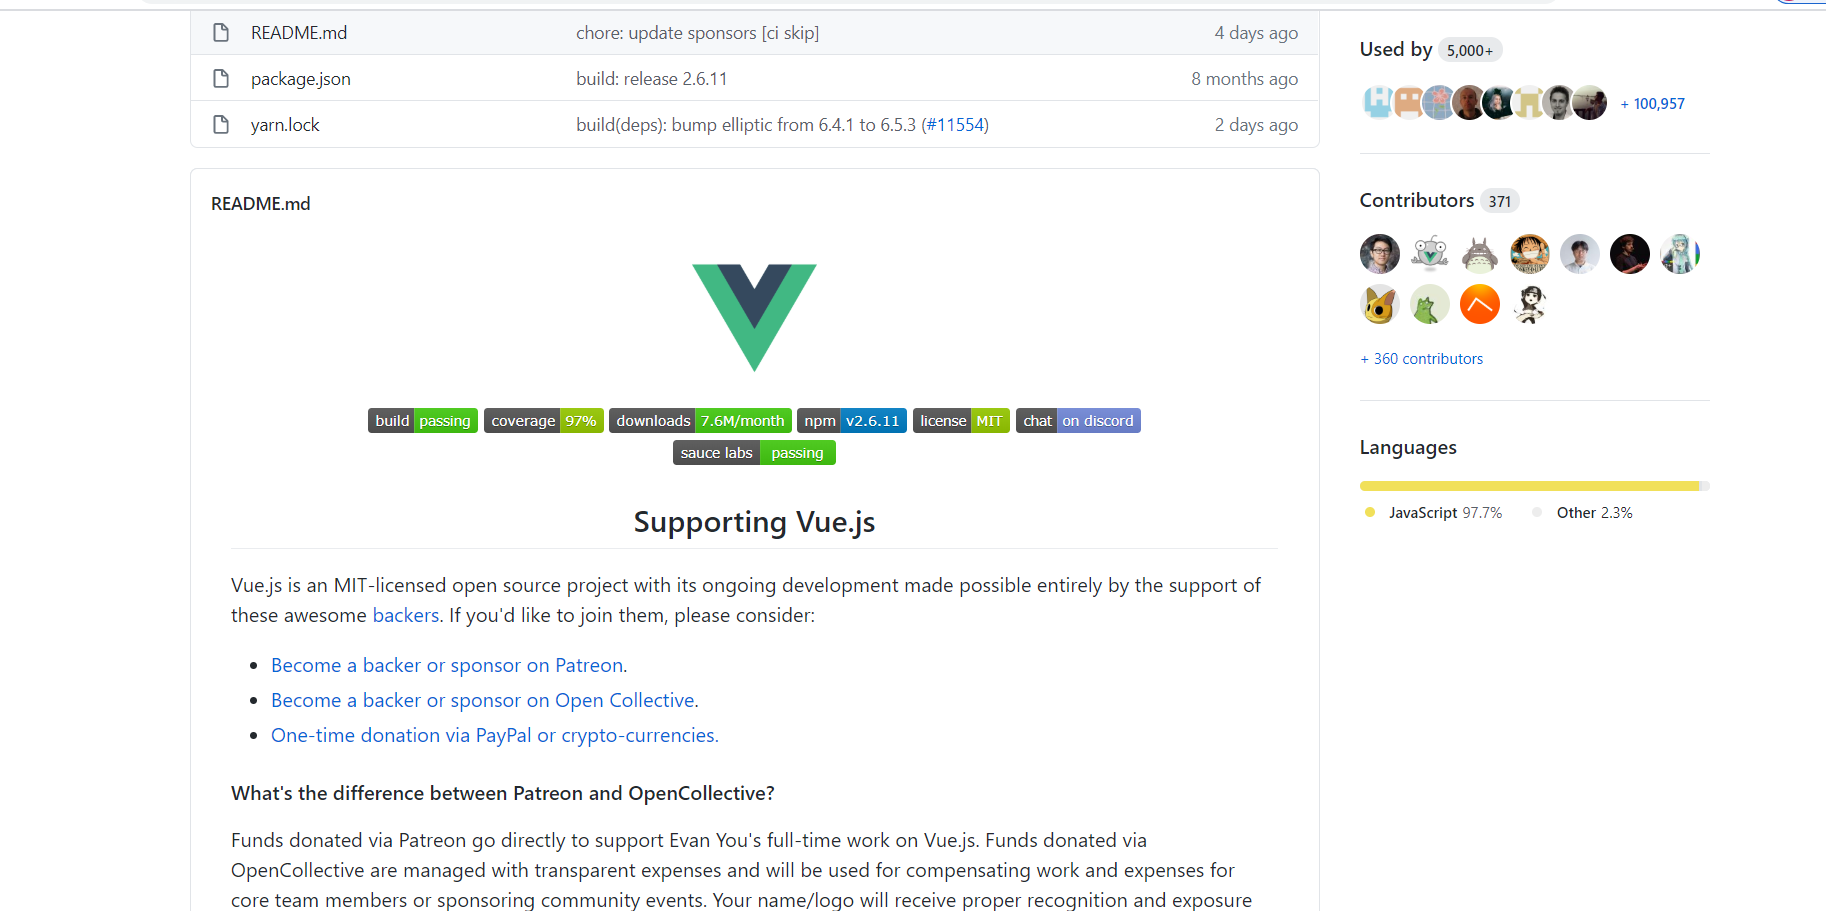 README.md chore: update sponsors [ci skip] 4 days ago
package.json build: release 2.6.11 8 months ago
yarn.lock build(deps): bump elliptic from 6.4.1 to 6.5.3 (#11554) 2 days ago
README.md
build passing coverage 97% downloads 7.6M/month npm v2.6.11 license MIT chat on discord
sauce labs passing
Supporting Vue.js
Vue.js is an MIT-licensed open source project with its ongoing development made possible entirely by the support of
these awesome backers. If you'd like to join them, please consider:
• Become a backer or sponsor on Patreon.
• Become a backer or sponsor on Open Collective.
• One-time donation via PayPal or crypto-currencies.
What's the difference between Patreon and OpenCollective?
Funds donated via Patreon go directly to support Evan You's full-time work on Vue.js. Funds donated via
OpenCollective are managed with transparent expenses and will be used for compensating work and expenses for
core team members or sponsoring community events. Your name/logo will receive proper recognition and exposure
Used by 5,000+
+ 100,957
Contributors 371
+ 360 contributors
Languages
JavaScript 97.7% Other 2.3%